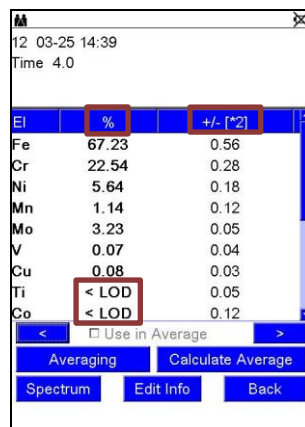 12 03-25 14:39
Time 4.0
El % +/- [*2]
Fe 67.23 0.56
Cr 22.54 0.28
Ni 5.64 0.18
Mn 1.14 0.12
Mo 3.23 0.05
V 0.07 0.04
Cu 0.08 0.03
Ti < LOD 0.05
Co < LOD 0.12
< Use in Average >
Averaging Calculate Average
Spectrum Edit Info Back